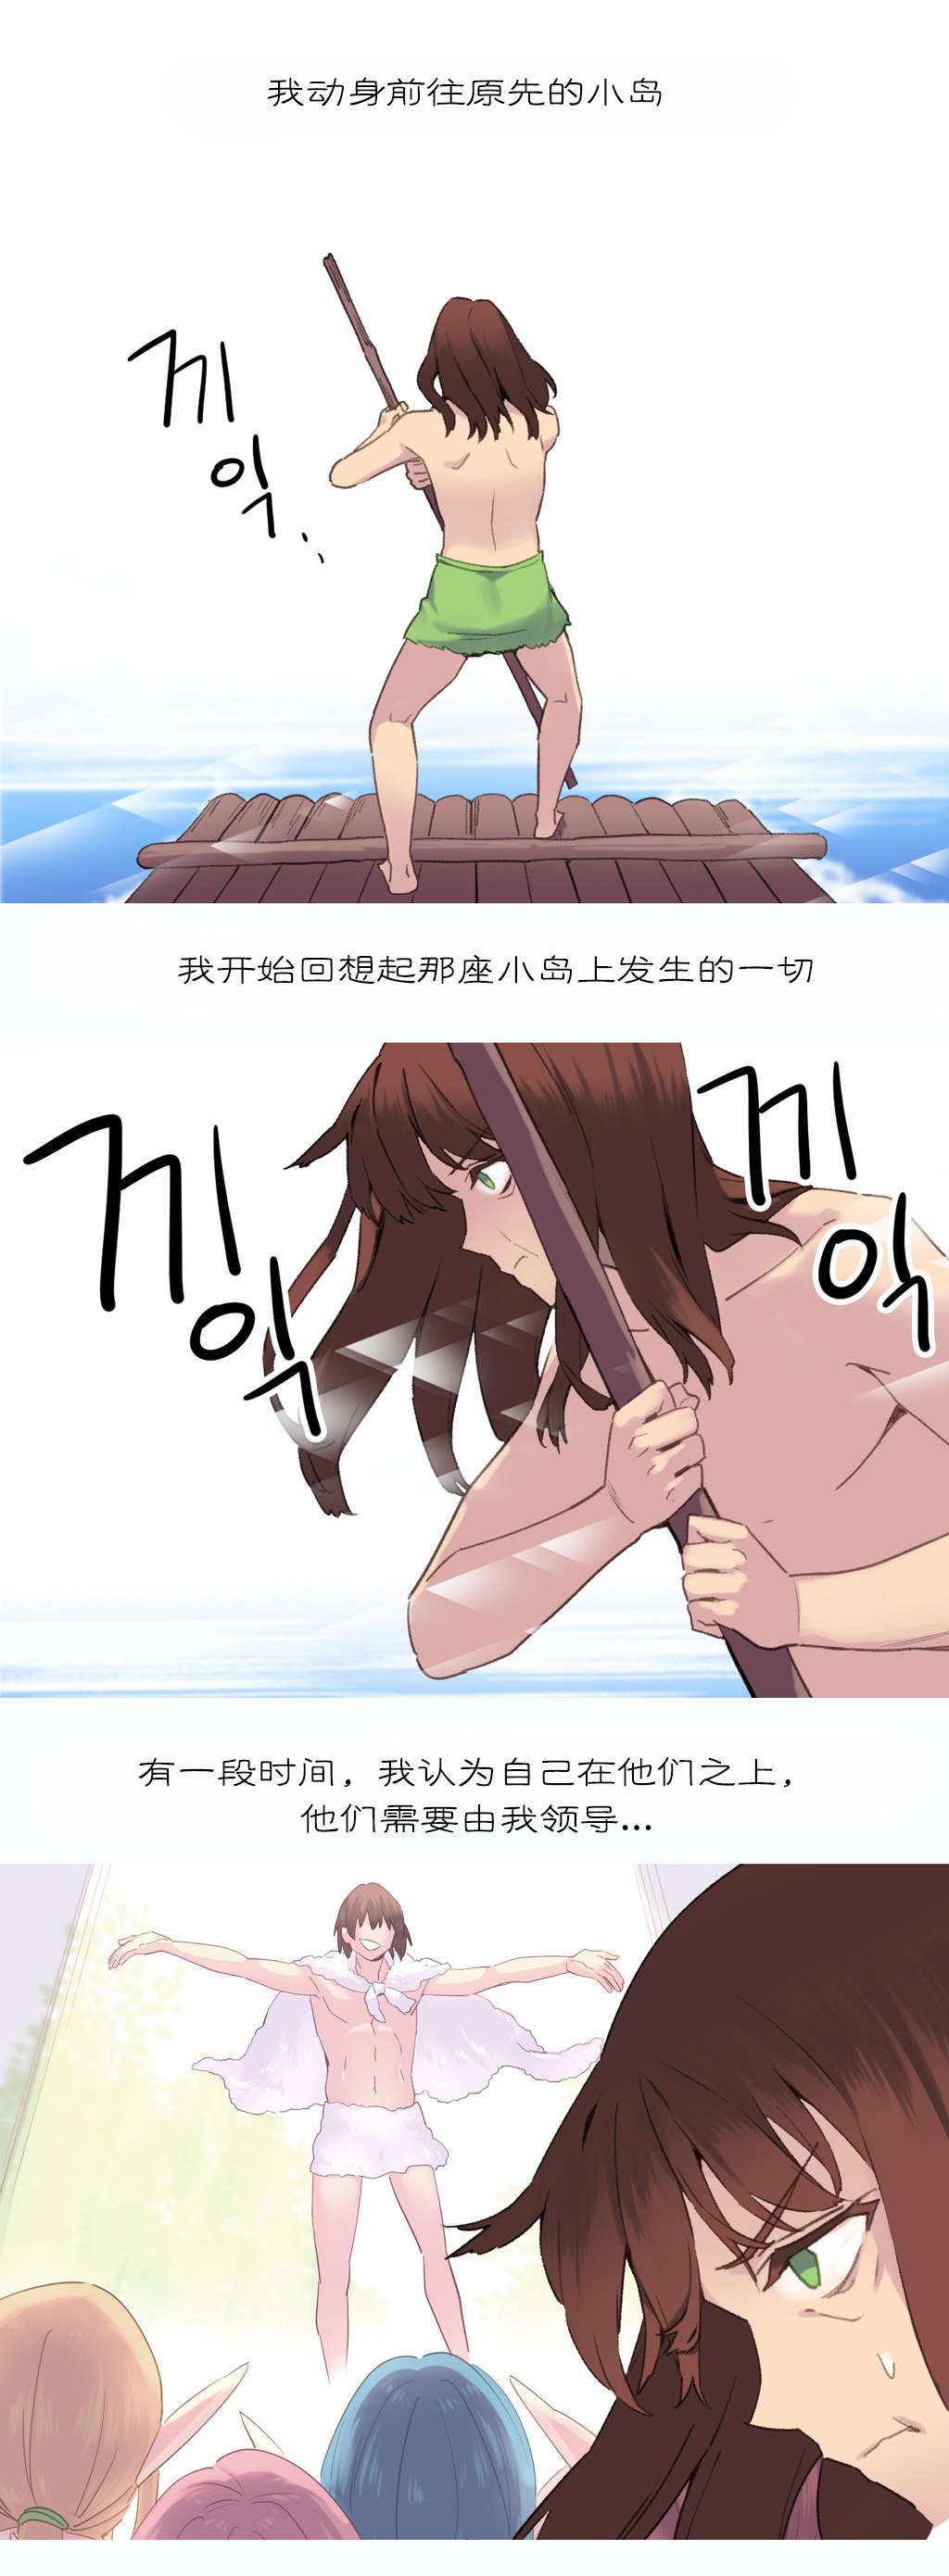 我动身前往原先的小岛
끼
익..
我开始回想起那座小岛上发生的一切
끼
익
끼
익
有一段时间，我认为自己在他们之上，
他们需要由我领导...